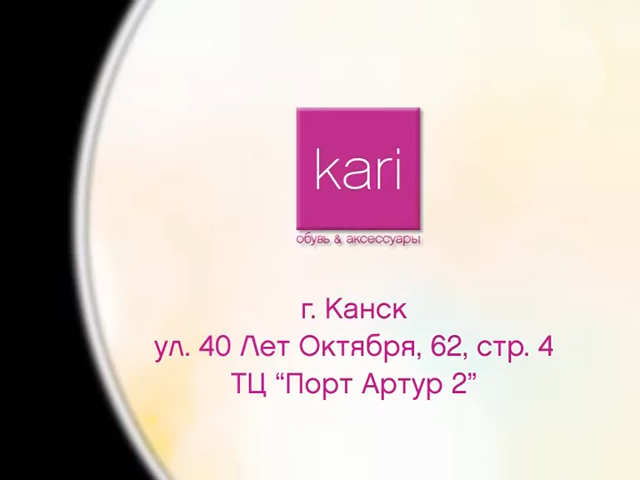 kari
обувь & аксессуары
г. Канск
ул. 40 Лет Октября, 62, стр. 4
ТЦ “Порт Артур 2”